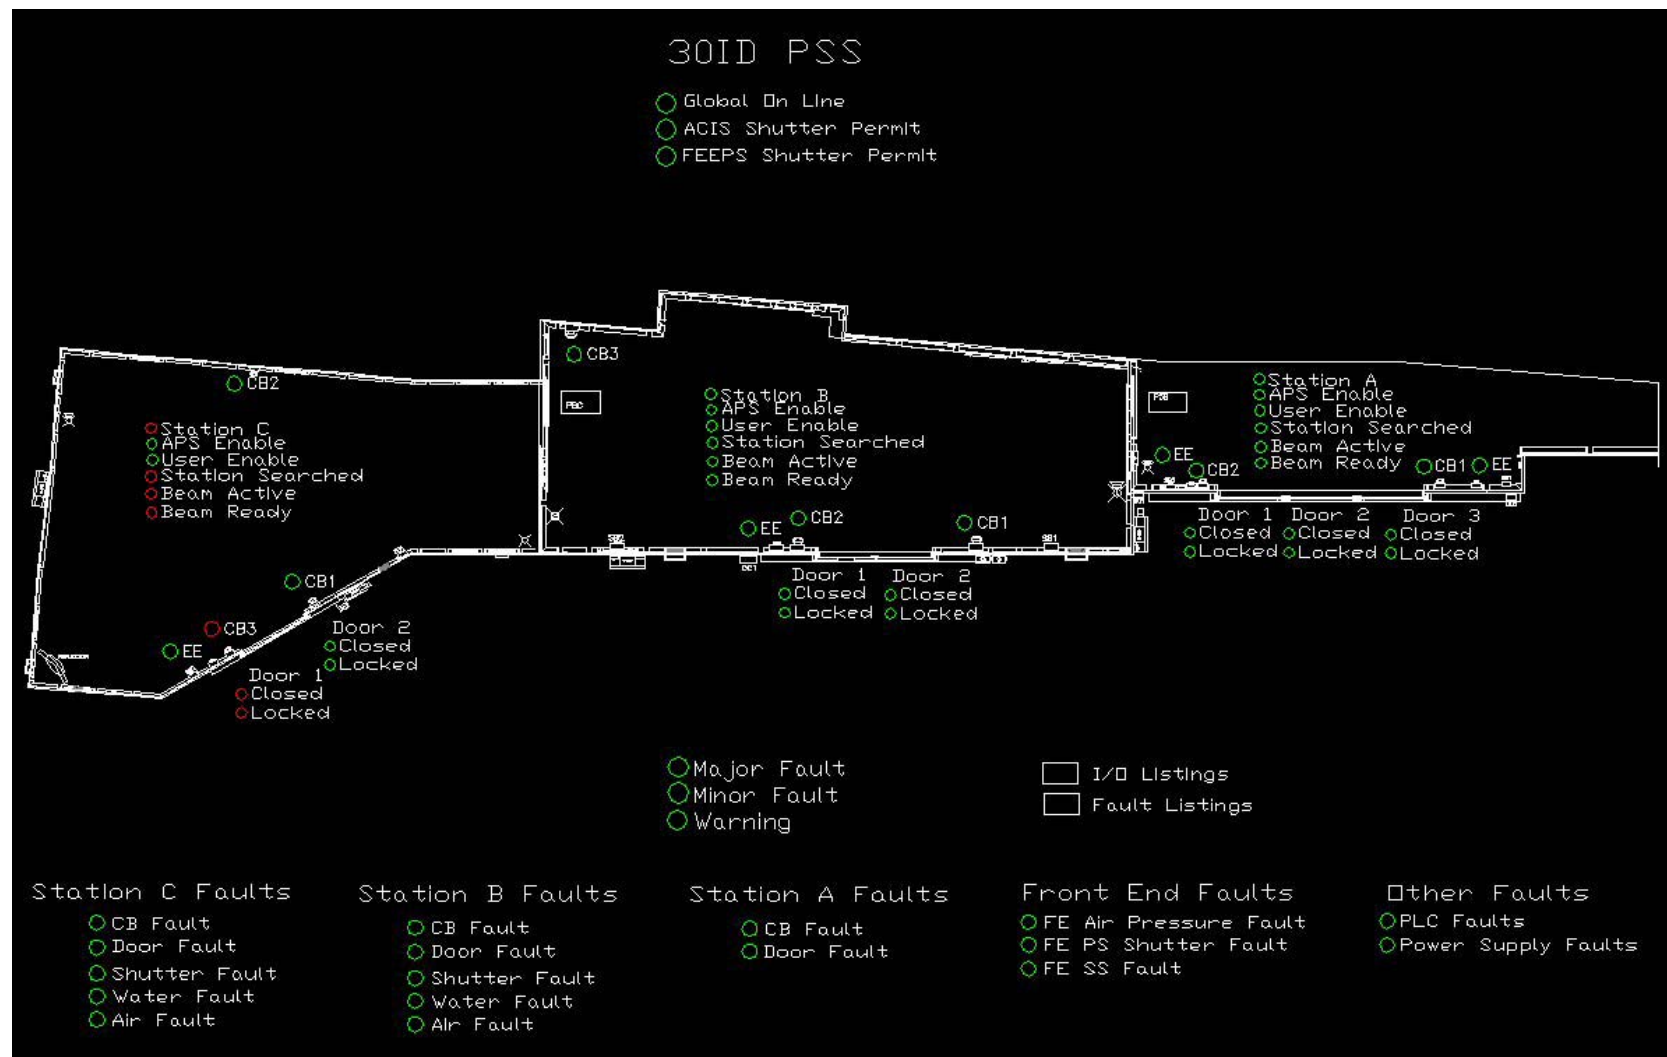 30ID PSS
Global On Line
ACIS Shutter Permit
FEEPS Shutter Permit
CB3
CB2
Station C
APS Enable
User Enable
Station Searched
Beam Active
Beam Ready
Station B
APS Enable
User Enable
Station Searched
Beam Active
Beam Ready
Station A
APS Enable
User Enable
Station Searched
Beam Active
Beam Ready
EE
CB2
CB1
EE
EE
CB2
CB1
Door 1
Closed
Locked
Door 2
Closed
Locked
Door 3
Closed
Locked
Door 1
Closed
Locked
Door 2
Closed
Locked
CB1
CB3
EE
Door 2
Closed
Locked
Door 1
Closed
Locked
Major Fault
Minor Fault
Warning
I/O Listings
Fault Listings
Station C Faults
CB Fault
Door Fault
Shutter Fault
Water Fault
Air Fault
Station B Faults
CB Fault
Door Fault
Shutter Fault
Water Fault
Air Fault
Station A Faults
CB Fault
Door Fault
Front End Faults
FE Air Pressure Fault
FE PS Shutter Fault
FE SS Fault
Other Faults
PLC Faults
Power Supply Faults